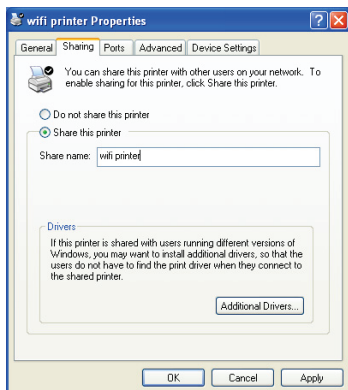 wifi printer Properties
General Sharing Ports Advanced Device Settings
You can share this printer with other users on your network. To
enable sharing for this printer, click Share this printer.
Do not share this printer
Share this printer
Share name: wifi printer
Drivers
If this printer is shared with users running different versions of
Windows, you may want to install additional drivers, so that the
users do not have to find the print driver when they connect to
the shared printer.
Additional Drivers...
OK Cancel Apply